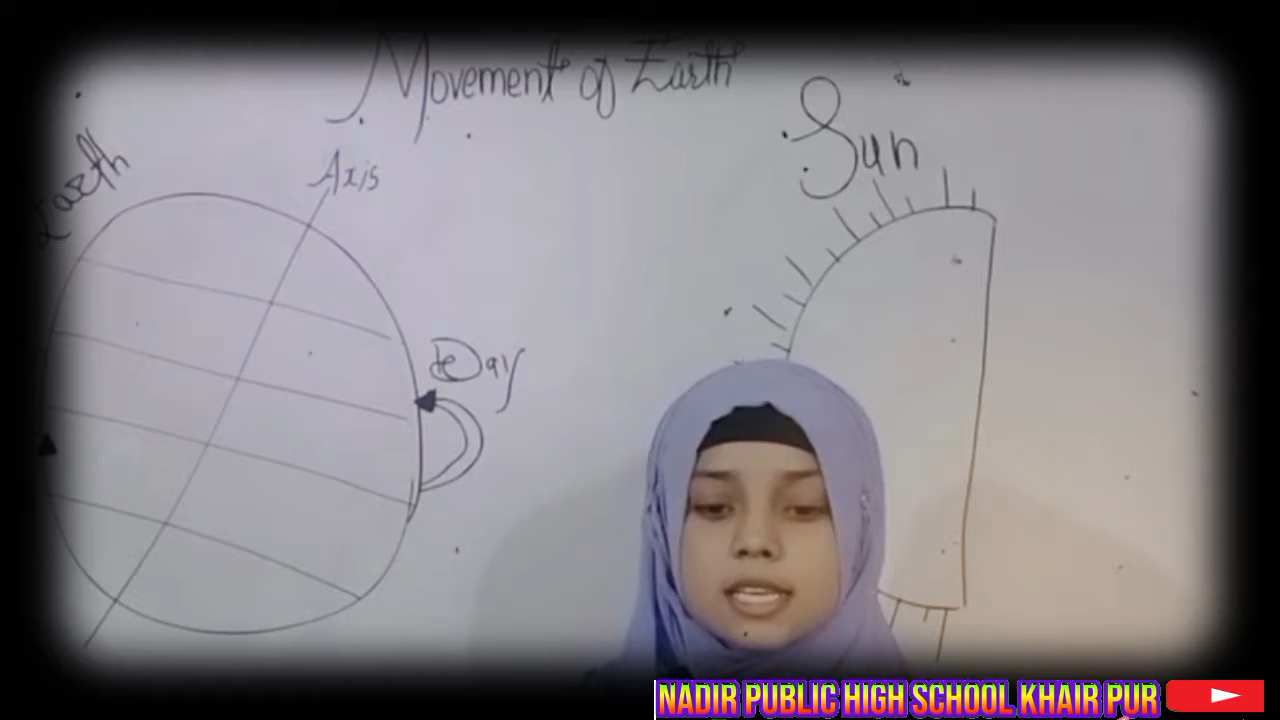 Movement of Earth
Sun
Earth
Axis
Day
NADIR PUBLIC HIGH SCHOOL KHAIR PUR